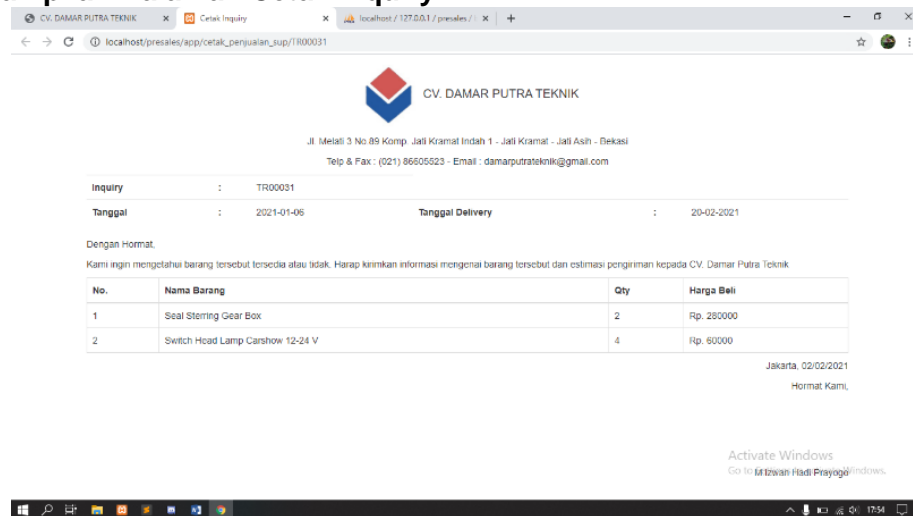 CV. DAMAR PUTRA TEKNIK
Cetak Inquiry
localhost / 127.0.0.1 / presales /
localhost/presales/app/cetak_penjualan_sup/TR00031
CV. DAMAR PUTRA TEKNIK
Jl. Melati 3 No 89 Komp. Jati Kramat Indah 1 - Jati Kramat - Jati Asih - Bekasi
Telp & Fax : (021) 86605523 - Email : damarputrateknik@gmail.com
Inquiry : TR00031
Tanggal : 2021-01-06 Tanggal Delivery : 20-02-2021
Dengan Hormat,
Kami ingin mengetahui barang tersebut tersedia atau tidak. Harap kirimkan informasi mengenai barang tersebut dan estimasi pengiriman kepada CV. Damar Putra Teknik
No. Nama Barang Qty Harga Beli
1 Seal Sterring Gear Box 2 Rp. 280000
2 Switch Head Lamp Carshow 12-24 V 4 Rp. 60000
Jakarta, 02/02/2021
Hormat Kami,
Activate Windows
Go to Windows.
M Izwah Hadi Prayogo
17:54